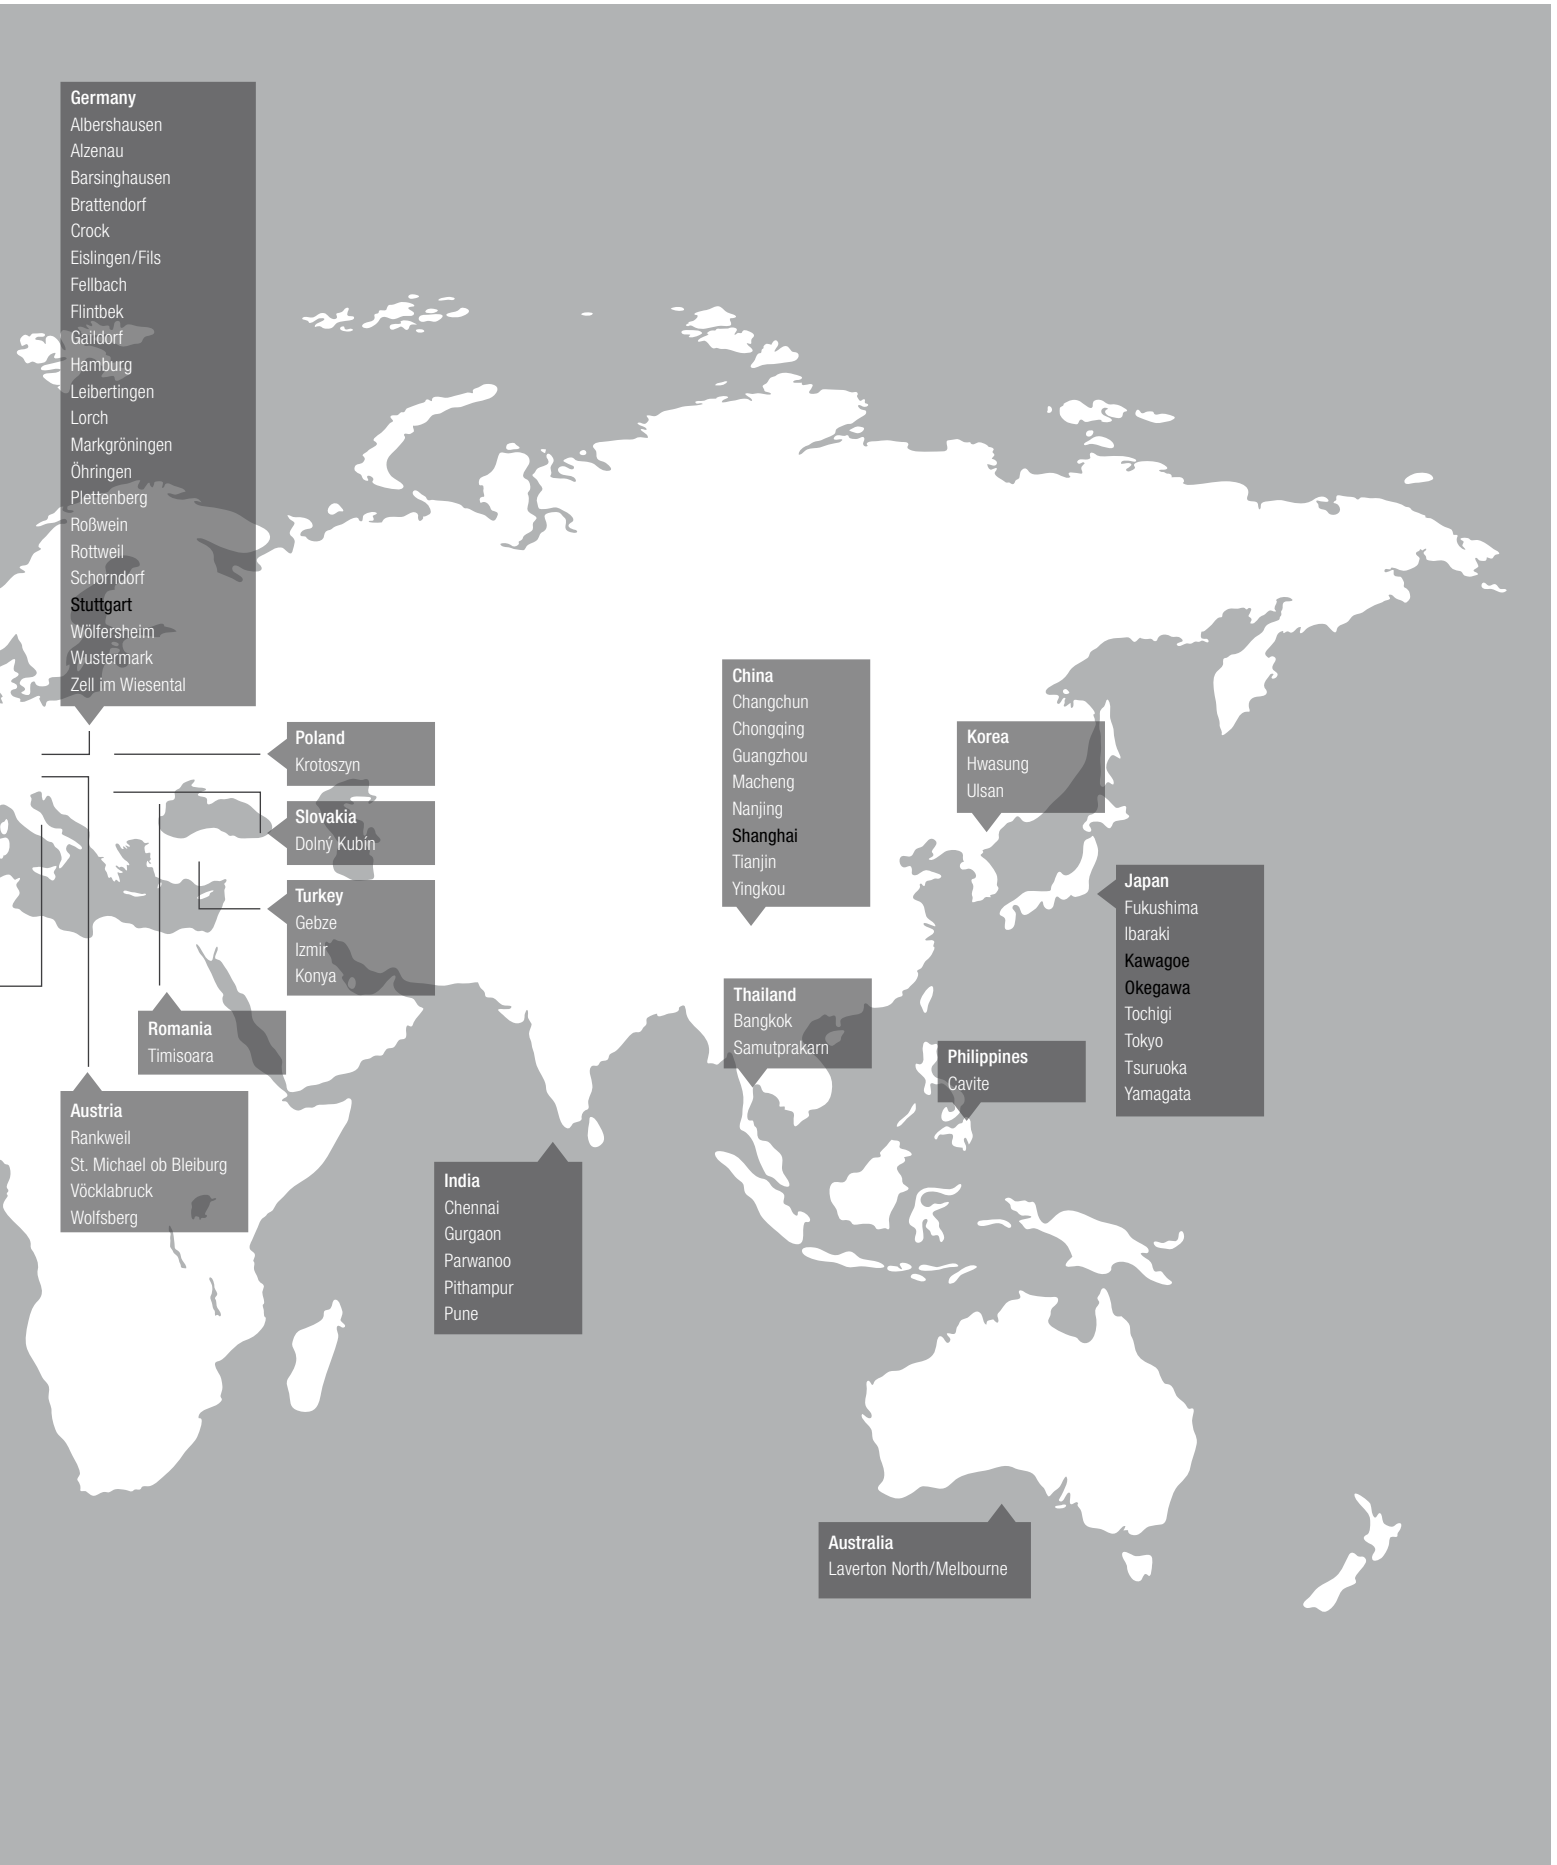 Germany
Albershausen
Alzenau
Barsinghausen
Brattendorf
Crock
Eislingen/Fils
Fellbach
Flintbek
Gaildorf
Hamburg
Leibertingen
Lorch
Markgröningen
Öhringen
Plettenberg
Roßwein
Rottweil
Schorndorf
Stuttgart
Wölfersheim
Wustermark
Zell im Wiesental
Poland
Krotoszyn
Slovakia
Dolný Kubín
Turkey
Gebze
Izmir
Konya
Romania
Timisoara
Austria
Rankweil
St. Michael ob Bleiburg
Vöcklabruck
Wolfsberg
India
Chennai
Gurgaon
Parwanoo
Pithampur
Pune
China
Changchun
Chongqing
Guangzhou
Macheng
Nanjing
Shanghai
Tianjin
Yingkou
Thailand
Bangkok
Samutprakarn
Korea
Hwasung
Ulsan
Philippines
Cavite
Japan
Fukushima
Ibaraki
Kawagoe
Okegawa
Tochigi
Tokyo
Tsuruoka
Yamagata
Australia
Laverton North/Melbourne